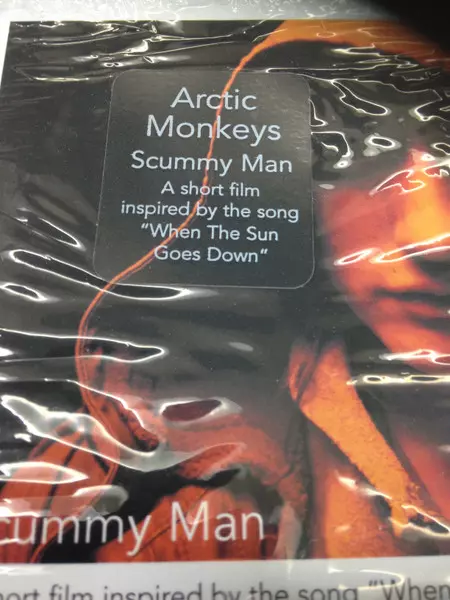 Arctic
Monkeys
Scummy Man
A short film
inspired by the song
"When The Sun
Goes Down"
cummy Man
ort film inspired by the song "When